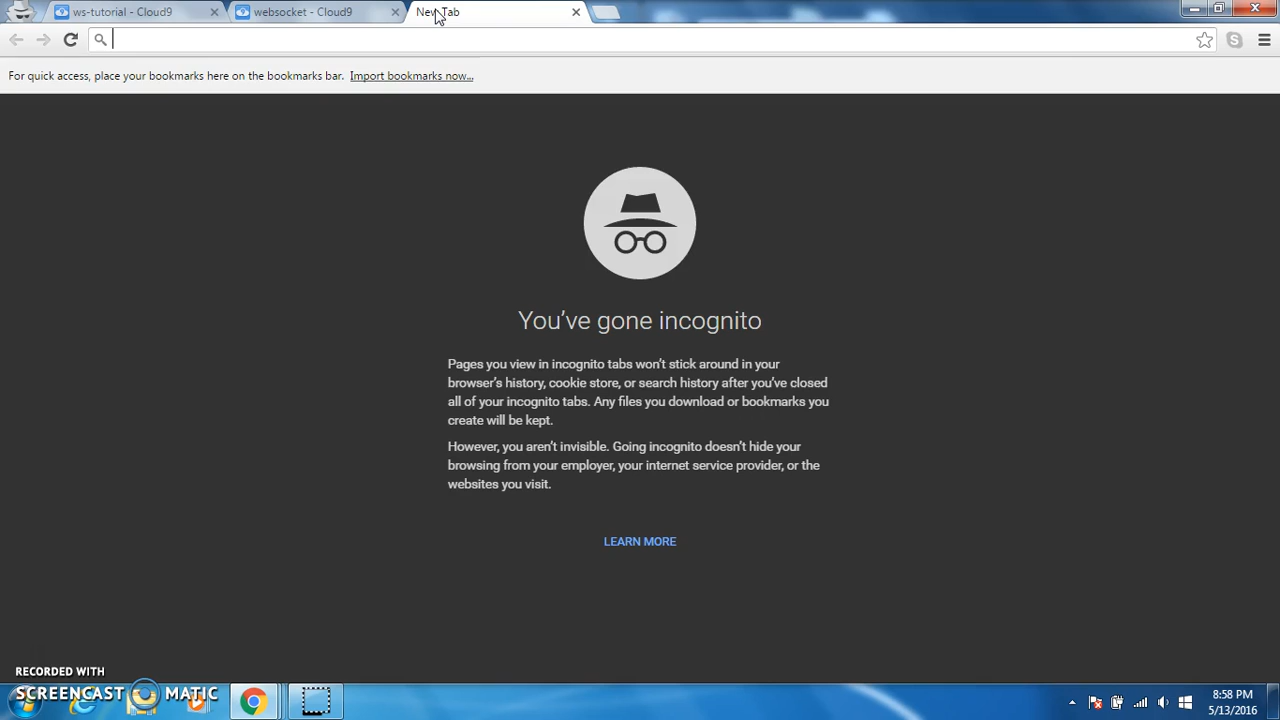 ws-tutorial - Cloud9
websocket - Cloud9
New Tab
For quick access, place your bookmarks here on the bookmarks bar. Import bookmarks now...
You've gone incognito
Pages you view in incognito tabs won't stick around in your
browser's history, cookie store, or search history after you've closed
all of your incognito tabs. Any files you download or bookmarks you
create will be kept.
However, you aren't invisible. Going incognito doesn't hide your
browsing from your employer, your internet service provider, or the
websites you visit.
LEARN MORE
RECORDED WITH
SCREENCAST MATIC
8:58 PM
5/13/2016